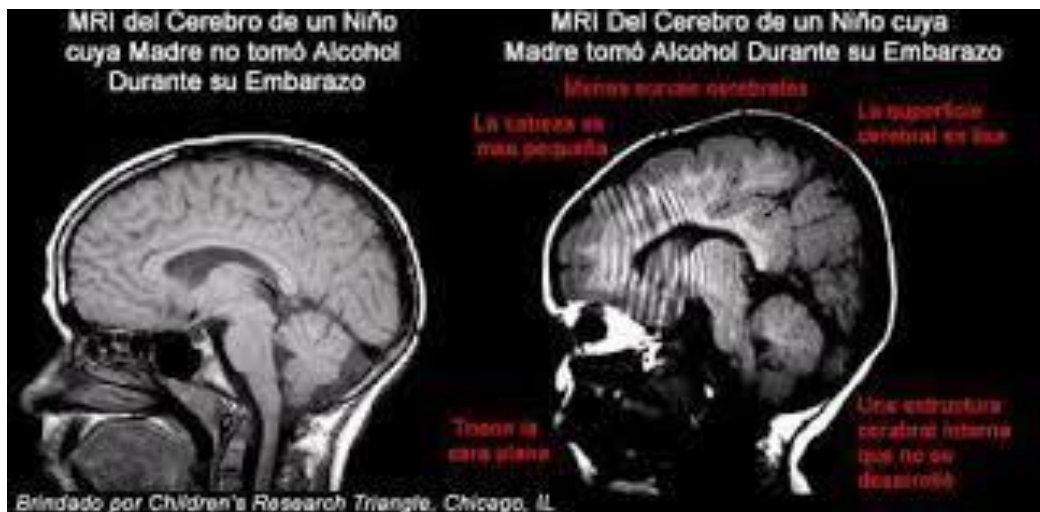 MRI del Cerebro de un Niño
cuya Madre no tomó Alcohol
Durante su Embarazo
MRI Del Cerebro de un Niño cuya
Madre tomó Alcohol Durante su Embarazo
Menos surcos cerebrales
La cabeza es
mas pequeña
La superficie
cerebral es lisa
Tiene la
cara plana
Una estructura
cerebral interna
que no se
desarolló
Brindado por Children's Research Triangle, Chicago, IL